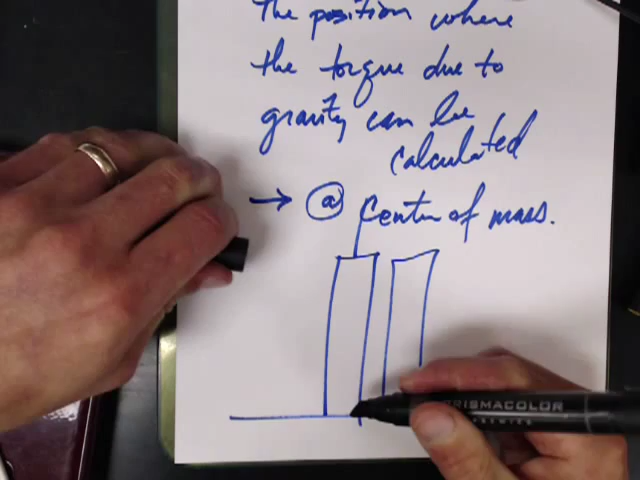 the position where
the torque due to
gravity can be
calculated
→ @ Center of mass.
PRISMACOLOR